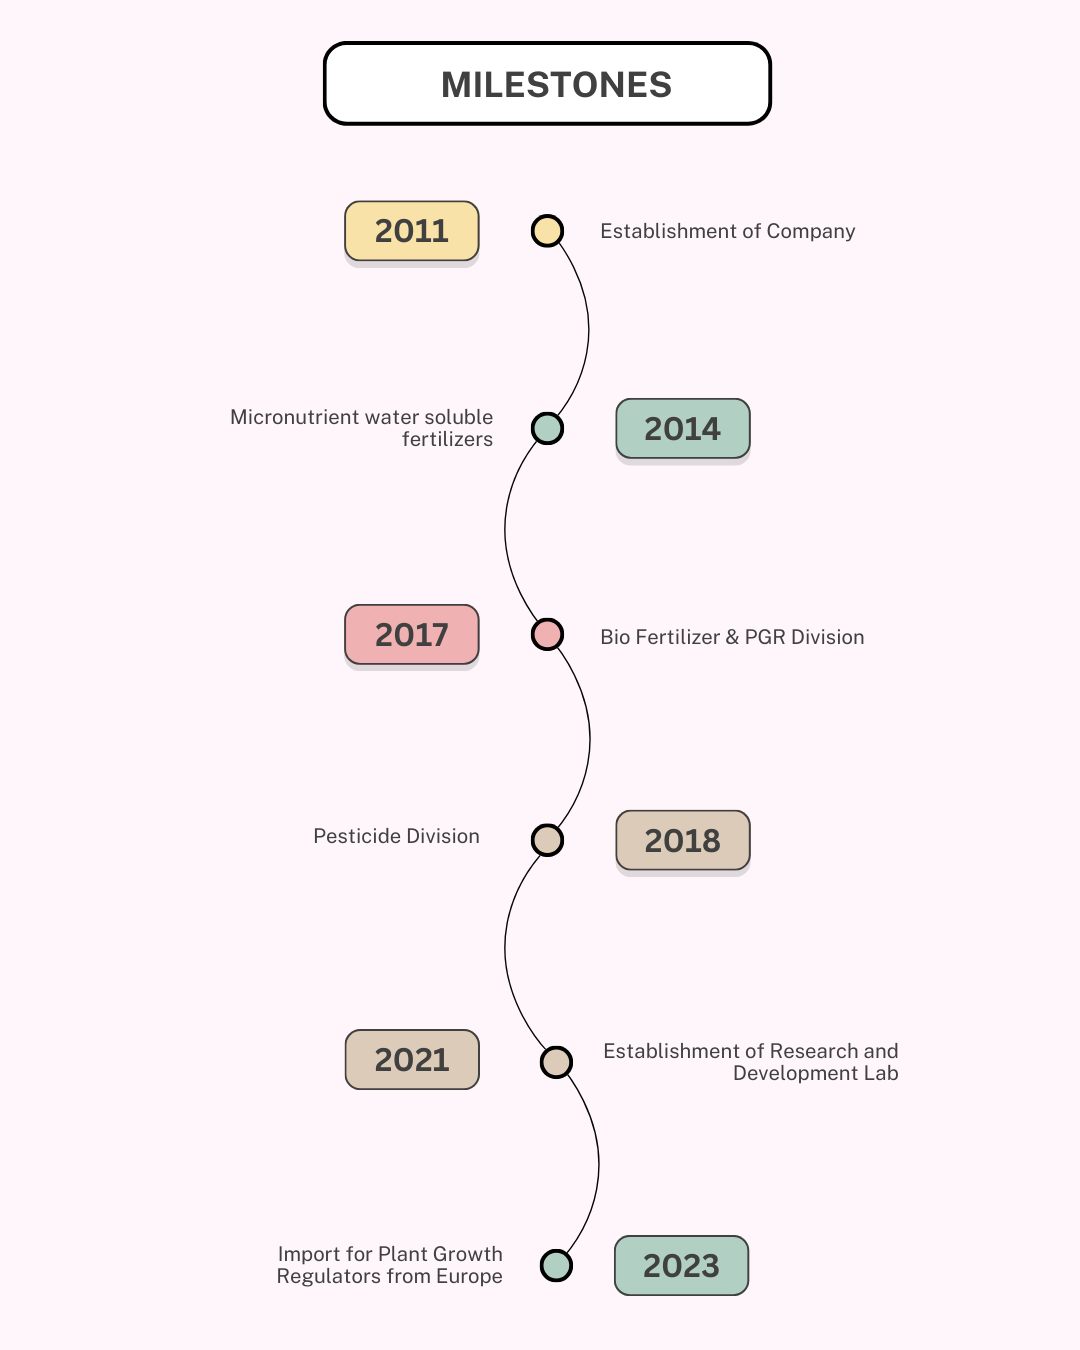 MILESTONES
2011
Establishment of Company
Micronutrient water soluble
fertilizers
2014
2017
Bio Fertilizer & PGR Division
Pesticide Division
2018
2021
Establishment of Research and
Development Lab
Import for Plant Growth
Regulators from Europe
2023